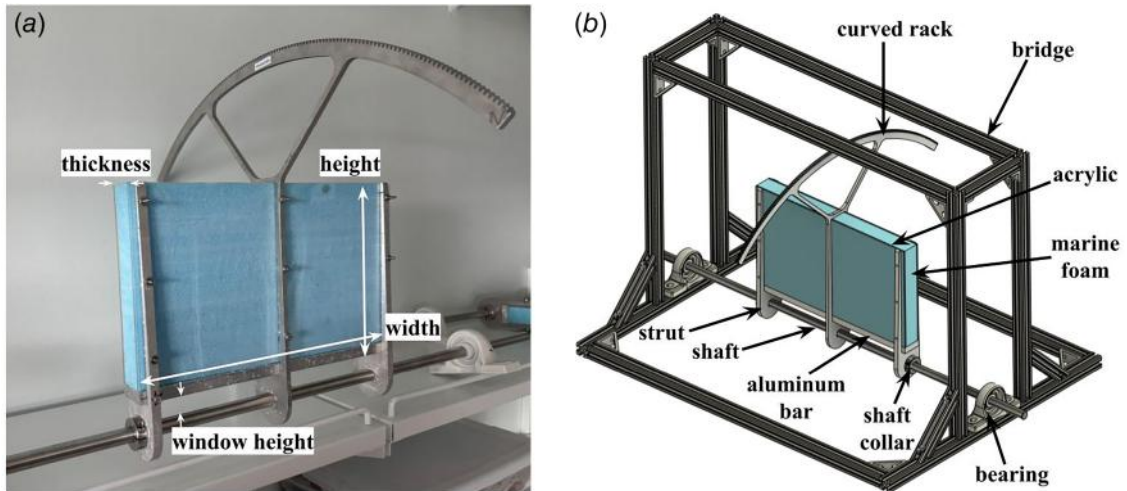 (a)
thickness
height
width
window height
(b)
curved rack
bridge
acrylic
marine
foam
strut
shaft
aluminum
bar
shaft
collar
bearing